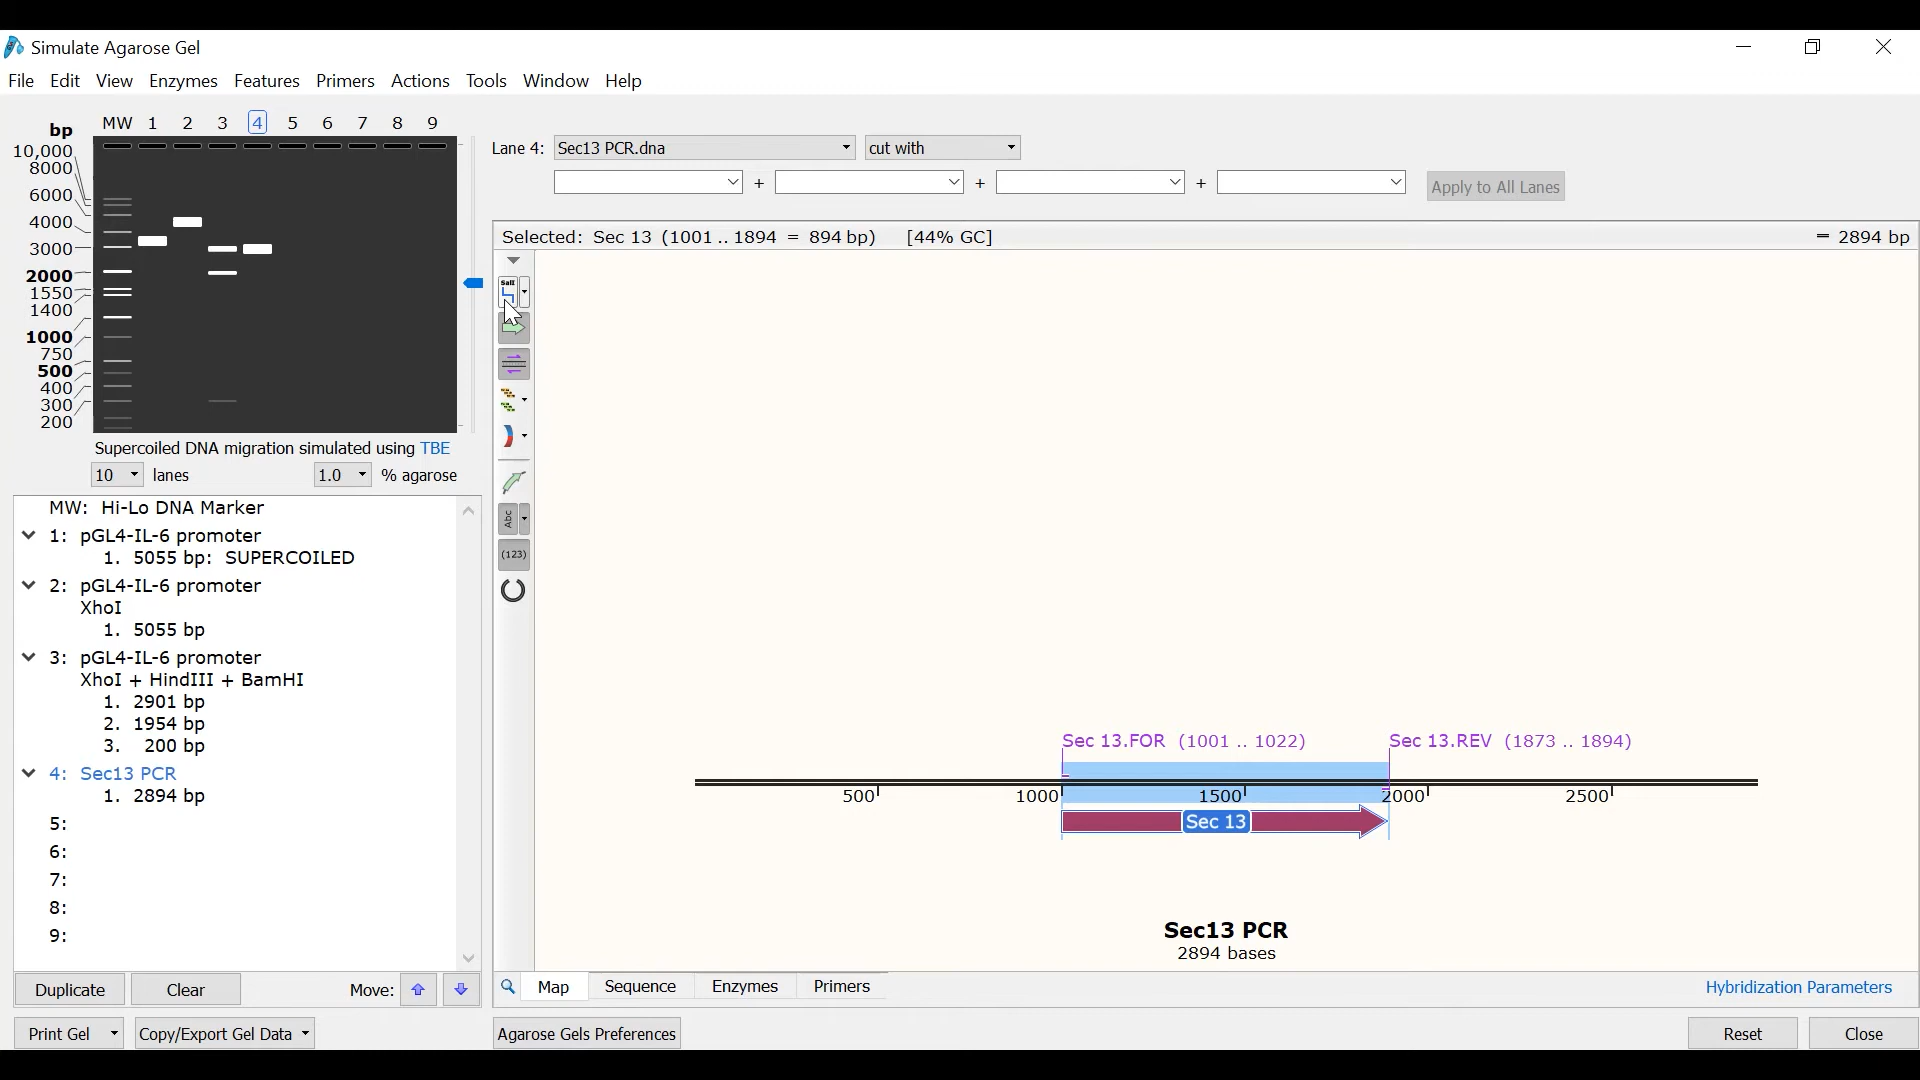 Simulate Agarose Gel
File Edit View Enzymes Features Primers Actions Tools Window Help
MW 1 2 3 4 5 6 7 8 9
bp
10,000
8000
6000
4000
3000
2000
1550
1400
1000
750
500
400
300
200
Supercoiled DNA migration simulated using TBE
10 lanes 1.0 % agarose
MW: Hi-Lo DNA Marker
1: pGL4-IL-6 promoter
1. 5055 bp: SUPERCOILED
2: pGL4-IL-6 promoter
XhoI
1. 5055 bp
3: pGL4-IL-6 promoter
XhoI + HindIII + BamHI
1. 2901 bp
2. 1954 bp
3. 200 bp
4: Sec13 PCR
1. 2894 bp
5:
6:
7:
8:
9:
Duplicate Clear Move:
Print Gel Copy/Export Gel Data
Lane 4: Sec13 PCR.dna cut with
+ + + Apply to All Lanes
Selected: Sec 13 (1001 .. 1894 = 894 bp) [44% GC] = 2894 bp
SalI
Abc
(123)
Sec 13.FOR (1001 .. 1022) Sec 13.REV (1873 .. 1894)
500 1000 1500 2000 2500
Sec 13
Sec13 PCR
2894 bases
Map Sequence Enzymes Primers Hybridization Parameters
Agarose Gels Preferences Reset Close